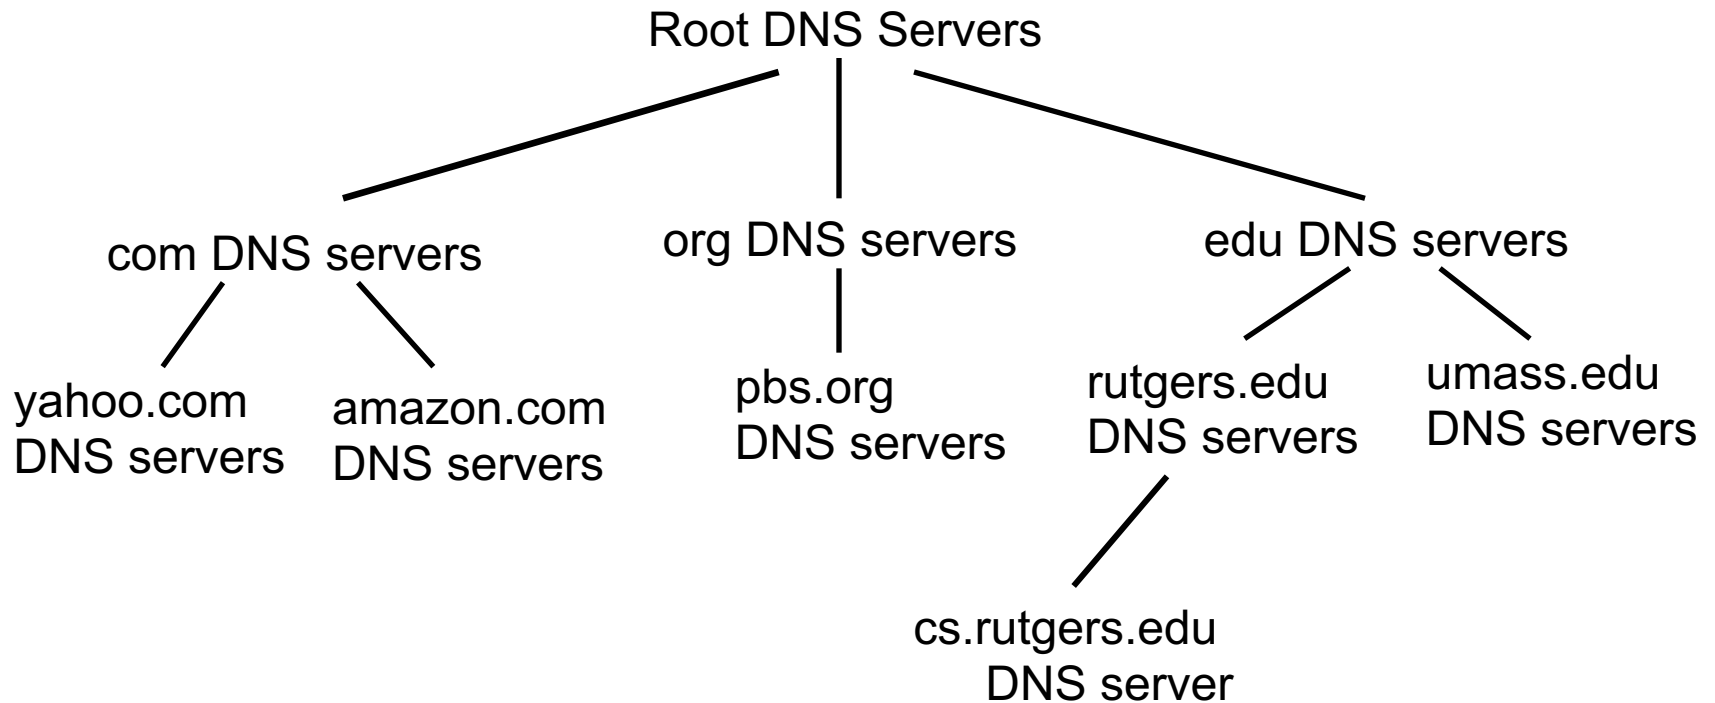 Root DNS Servers
com DNS servers
org DNS servers
edu DNS servers
yahoo.com
DNS servers
amazon.com
DNS servers
pbs.org
DNS servers
rutgers.edu
DNS servers
umass.edu
DNS servers
cs.rutgers.edu
DNS server